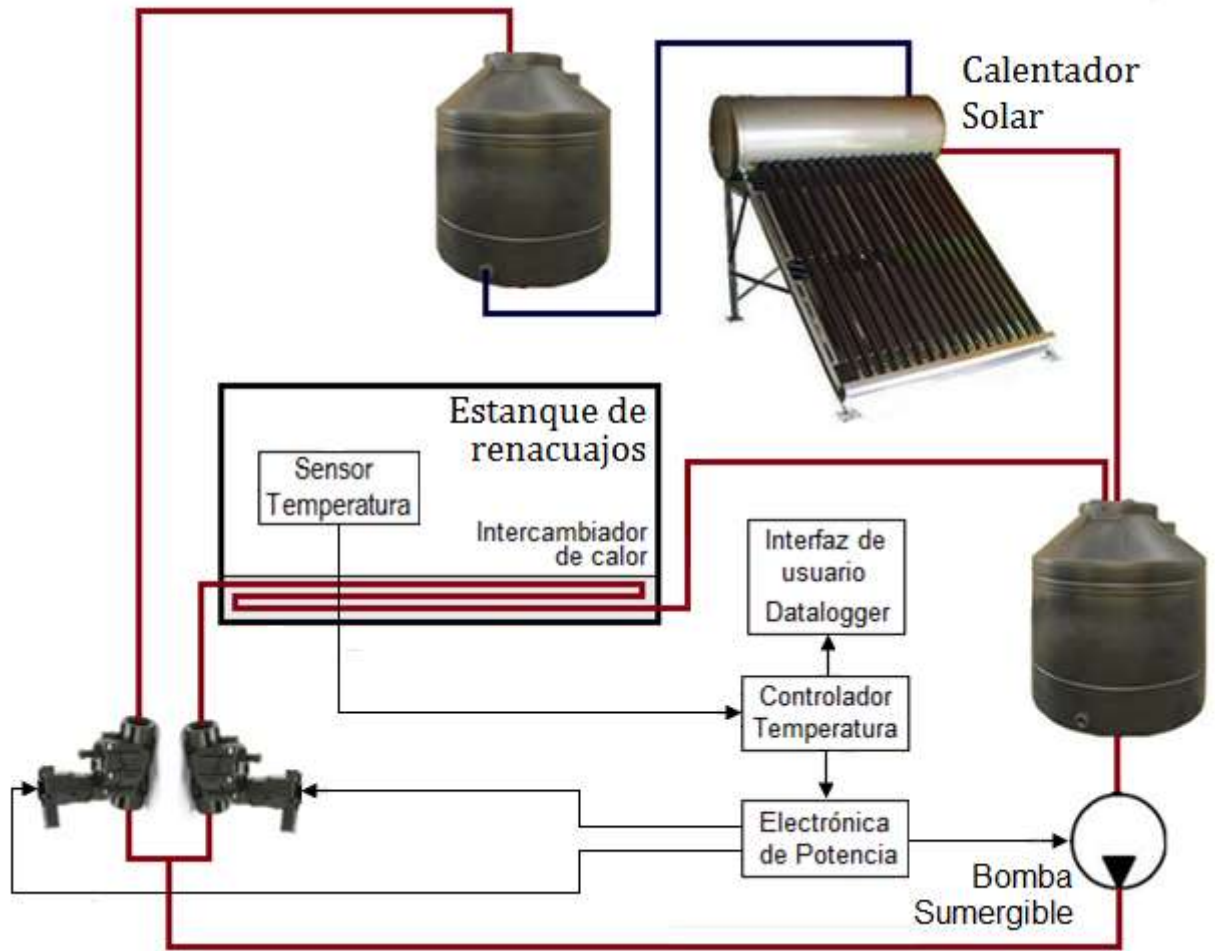 Calentador
Solar
Estanque de
renacuajos
Sensor
Temperatura
Intercambiador
de calor
Interfaz de
usuario
Datalogger
Controlador
Temperatura
Electrónica
de Potencia
Bomba
Sumergible